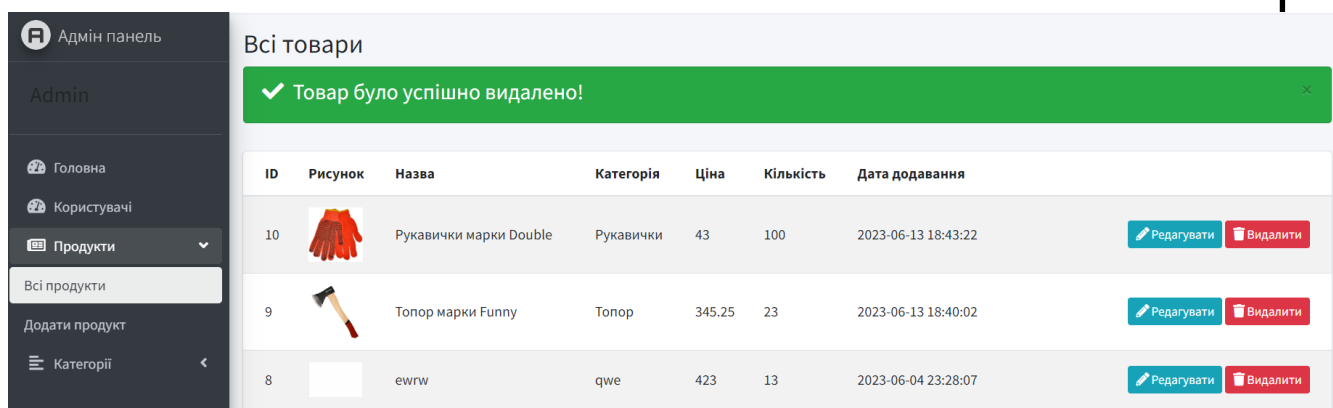 Адмін панель
Всі товари
Admin
Товар було успішно видалено!
×
Головна
Користувачі
Продукти
Всі продукти
Додати продукт
Категорії
ID Рисунок Назва Категорія Ціна Кількість Дата додавання
10 Рукавички марки Double Рукавички 43 100 2023-06-13 18:43:22 Редагувати Видалити
9 Топор марки Funny Топор 345.25 23 2023-06-13 18:40:02 Редагувати Видалити
8 ewrw qwe 423 13 2023-06-04 23:28:07 Редагувати Видалити